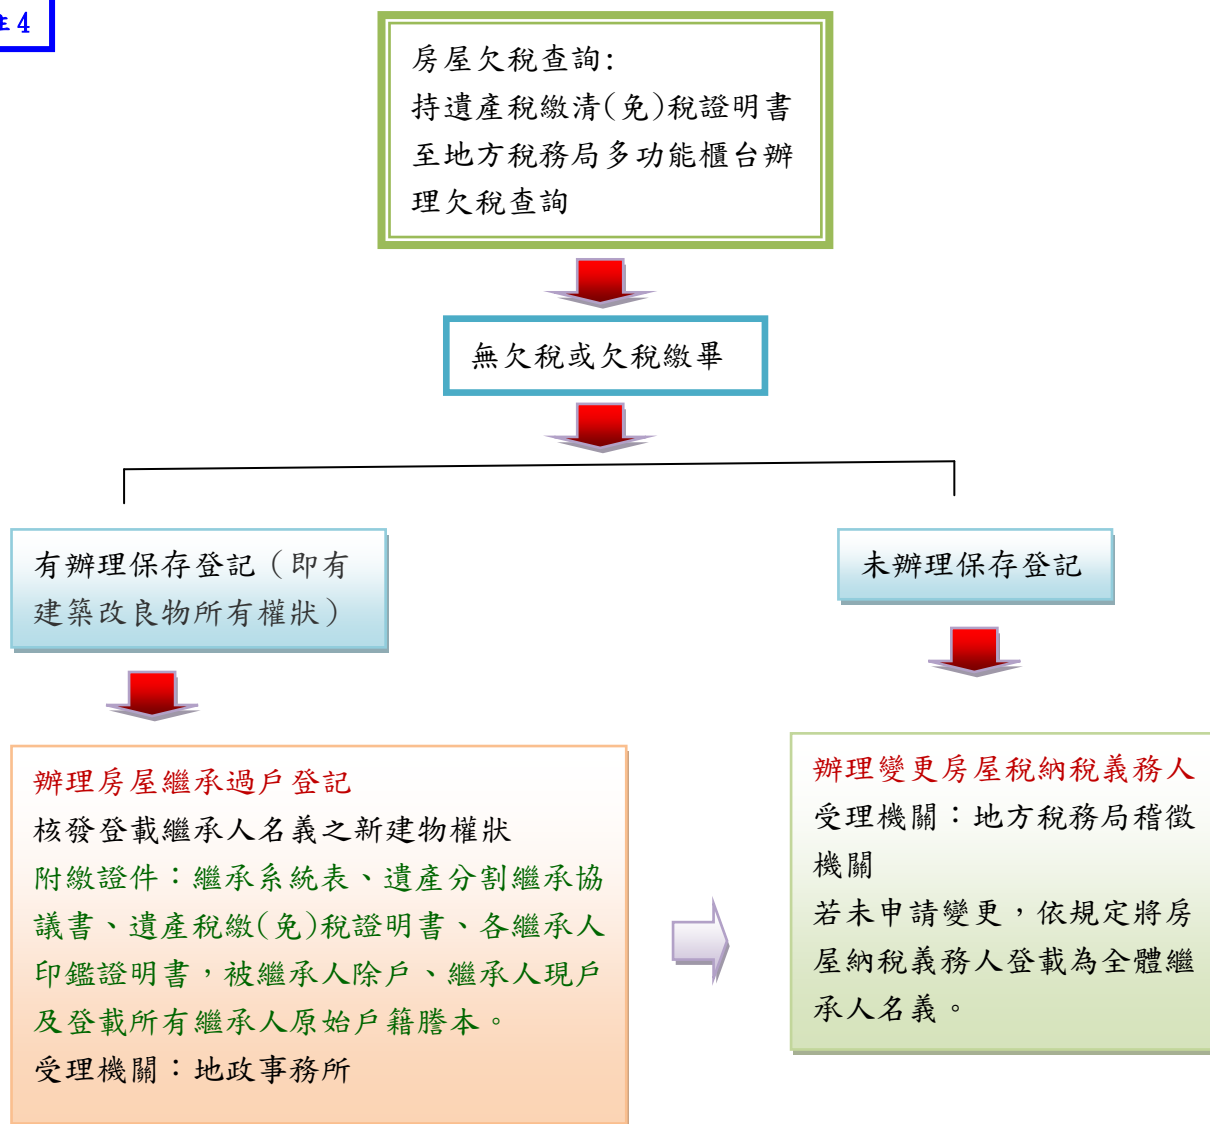 4
房屋欠稅查詢:
持遺產稅繳清(免)稅證明書
至地方稅務局多功能櫃台辦
理欠稅查詢
無欠稅或欠稅繳畢
有辦理保存登記（即有
建築改良物所有權狀）
未辦理保存登記
辦理房屋繼承過戶登記
核發登載繼承人名義之新建物權狀
附繳證件：繼承系統表、遺產分割繼承協
議書、遺產稅繳(免)稅證明書、各繼承人
印鑑證明書，被繼承人除戶、繼承人現戶
及登載所有繼承人原始戶籍謄本。
受理機關：地政事務所
辦理變更房屋稅納稅義務人
受理機關：地方稅務局稽徵
機關
若未申請變更，依規定將房
屋納稅義務人登載為全體繼
承人名義。